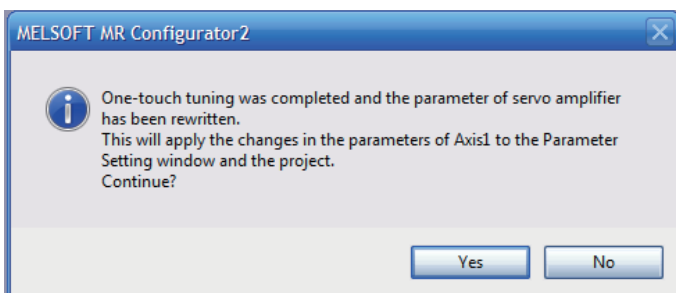 MELSOFT MR Configurator2
One-touch tuning was completed and the parameter of servo amplifier
has been rewritten.
This will apply the changes in the parameters of Axis1 to the Parameter
Setting window and the project.
Continue?
Yes
No